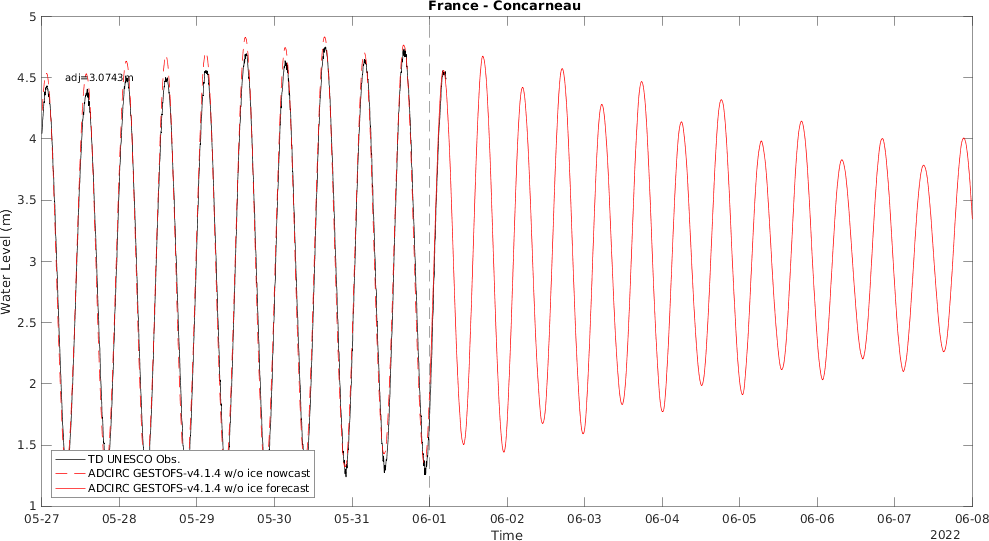 France - Concarneau
5
4.5
4
3.5
3
2.5
2
1.5
1
Water Level (m)
adj=3.0743m
TD UNESCO Obs.
ADCIRC GESTOFS-v4.1.4 w/o ice nowcast
ADCIRC GESTOFS-v4.1.4 w/o ice forecast
05-27 05-28 05-29 05-30 05-31 06-01 06-02 06-03 06-04 06-05 06-06 06-07 06-08
Time
2022